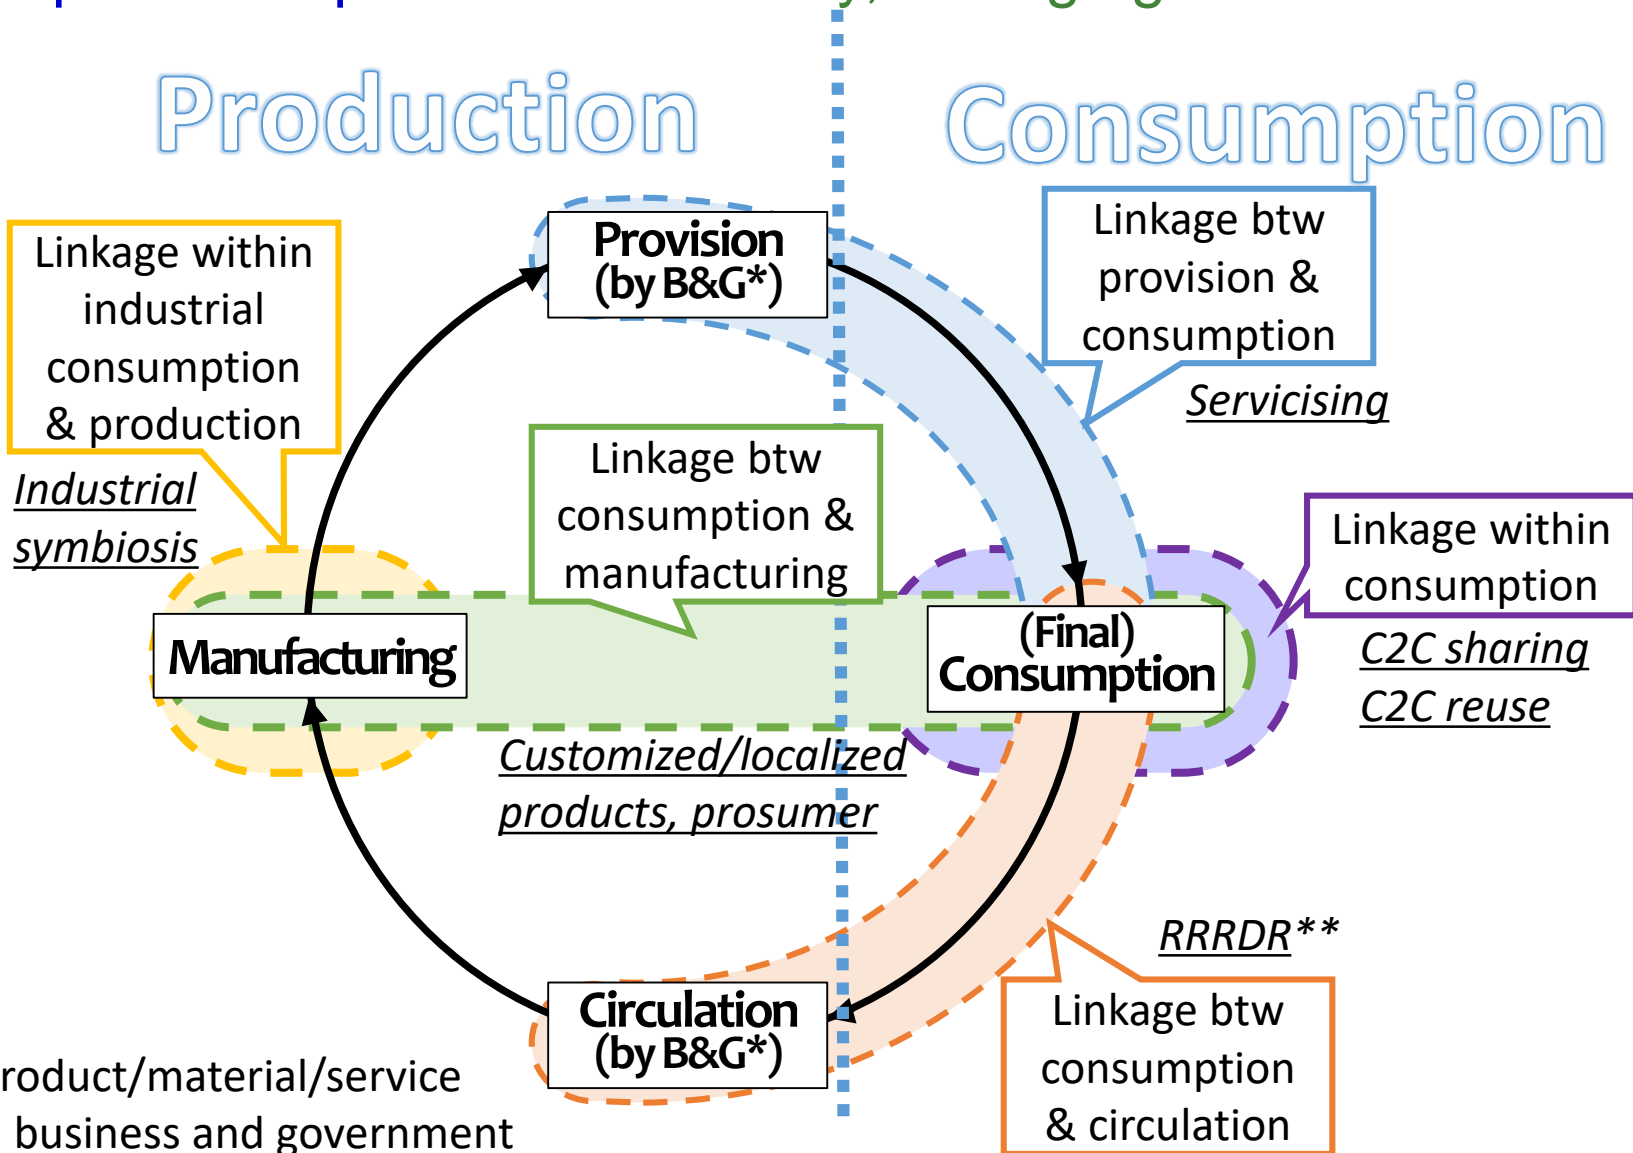 Production
Consumption
Linkage within
industrial
consumption
& production
Industrial
symbiosis
Provision
(by B&G*)
Linkage btw
provision &
consumption
Servicising
Linkage btw
consumption &
manufacturing
Linkage within
consumption
C2C sharing
C2C reuse
Manufacturing
(Final)
Consumption
Customized/localized
products, prosumer
RRRDR**
Circulation
(by B&G*)
Linkage btw
consumption
& circulation
roduct/material/service
business and government